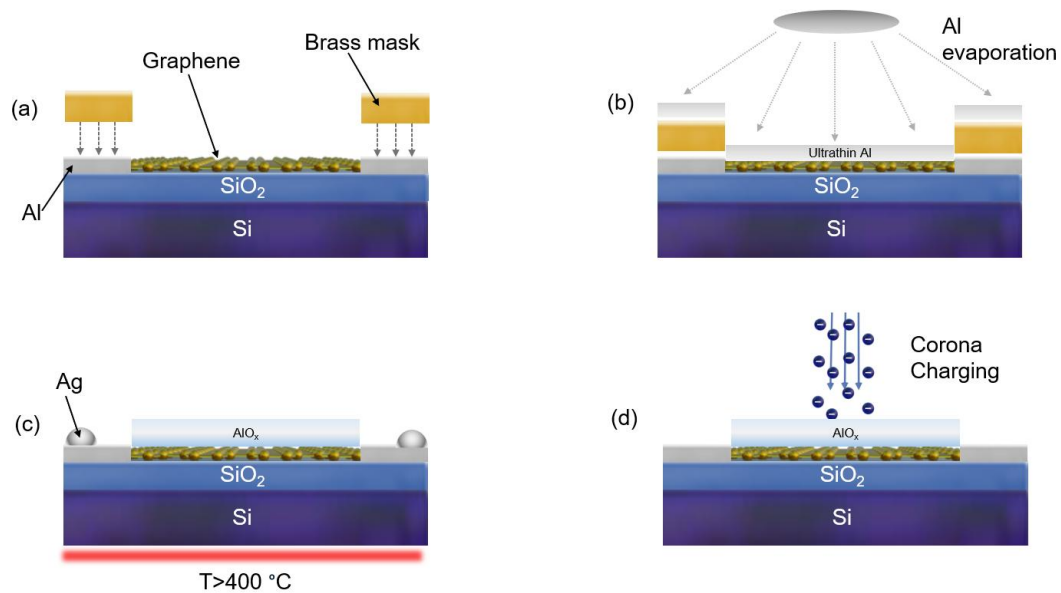 (a)
Graphene
Brass mask
Al
SiO₂
Si
(b)
Al
evaporation
Ultrathin Al
SiO₂
Si
(c)
Ag
AlOₓ
SiO₂
Si
T>400 °C
(d)
Corona
Charging
AlOₓ
SiO₂
Si